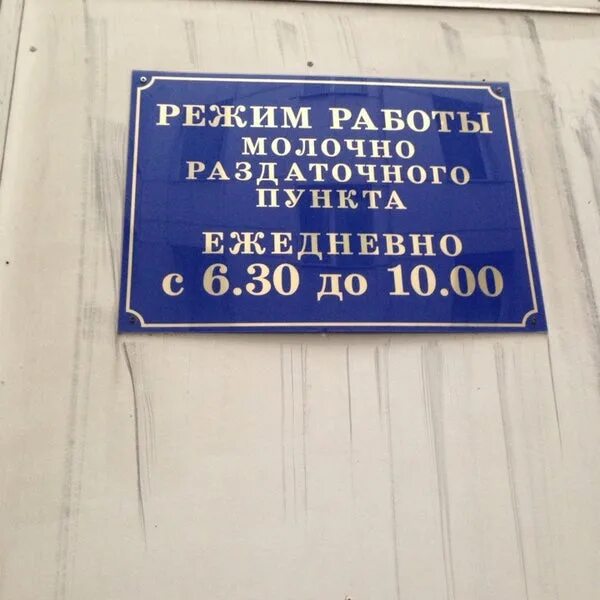 РЕЖИМ РАБОТЫ
МОЛОЧНО
РАЗДАТОЧНОГО
ПУНКТА
ЕЖЕДНЕВНО
с 6.30 до 10.00